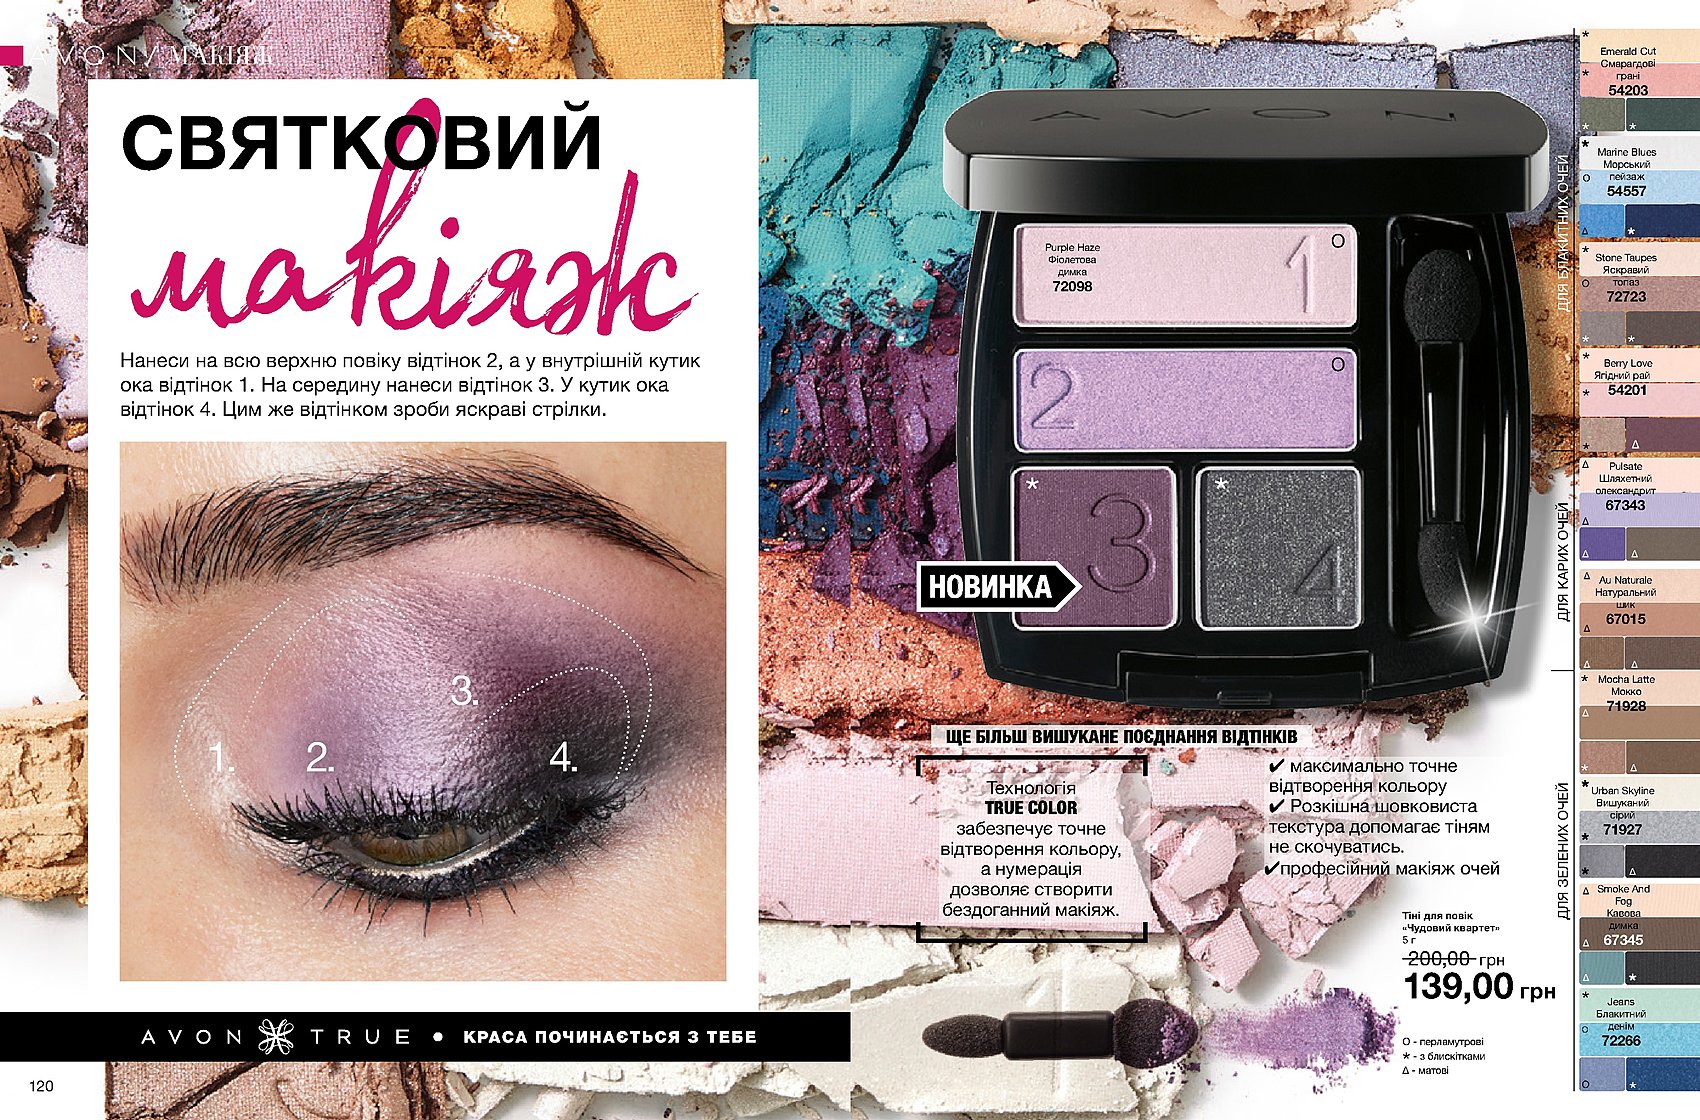 AVON / МАКІЯЖ
СВЯТКОВИЙ
макіяж
Нанеси на всю верхню повіку відтінок 2, а у внутрішній кутик
ока відтінок 1. На середину нанеси відтінок 3. У кутик ока
відтінок 4. Цим же відтінком зроби яскраві стрілки.
1.
2.
3.
4.
AVON TRUE • КРАСА ПОЧИНАЄТЬСЯ З ТЕБЕ
120
AVON
Purple Haze
Фіолетова
димка
72098
O
1
2
O
* 3
* 4
НОВИНКА
ЩЕ БІЛЬШ ВИШУКАНЕ ПОЄДНАННЯ ВІДТІНКІВ
Технологія
TRUE COLOR
забезпечує точне
відтворення кольору,
а нумерація
дозволяє створити
бездоганний макіяж.
✔ максимально точне
відтворення кольору
✔ Розкішна шовковиста
текстура допомагає тіням
не скочуватись.
✔професійний макіяж очей
Тіні для повік
«Чудовий квартет»
5 г
200,00 грн
139,00 грн
O - перламутрові
* - з блискітками
Δ - матові
ДЛЯ БЛАКИТНИХ ОЧЕЙ
Emerald Cut
Смарагдові
грані
54203
Marine Blues
Морський
пейзаж
54557
Stone Taupes
Яскравий
топаз
72723
ДЛЯ КАРИХ ОЧЕЙ
Berry Love
Ягідний рай
54201
Pulsate
Шляхетний
олександрит
67343
Au Naturale
Натуральний
шик
67015
ДЛЯ ЗЕЛЕНИХ ОЧЕЙ
Mocha Latte
Мокко
71928
Urban Skyline
Вишуканий
сірий
71927
Smoke And
Fog
Кавова
димка
67345
Jeans
Блакитний
денім
72266